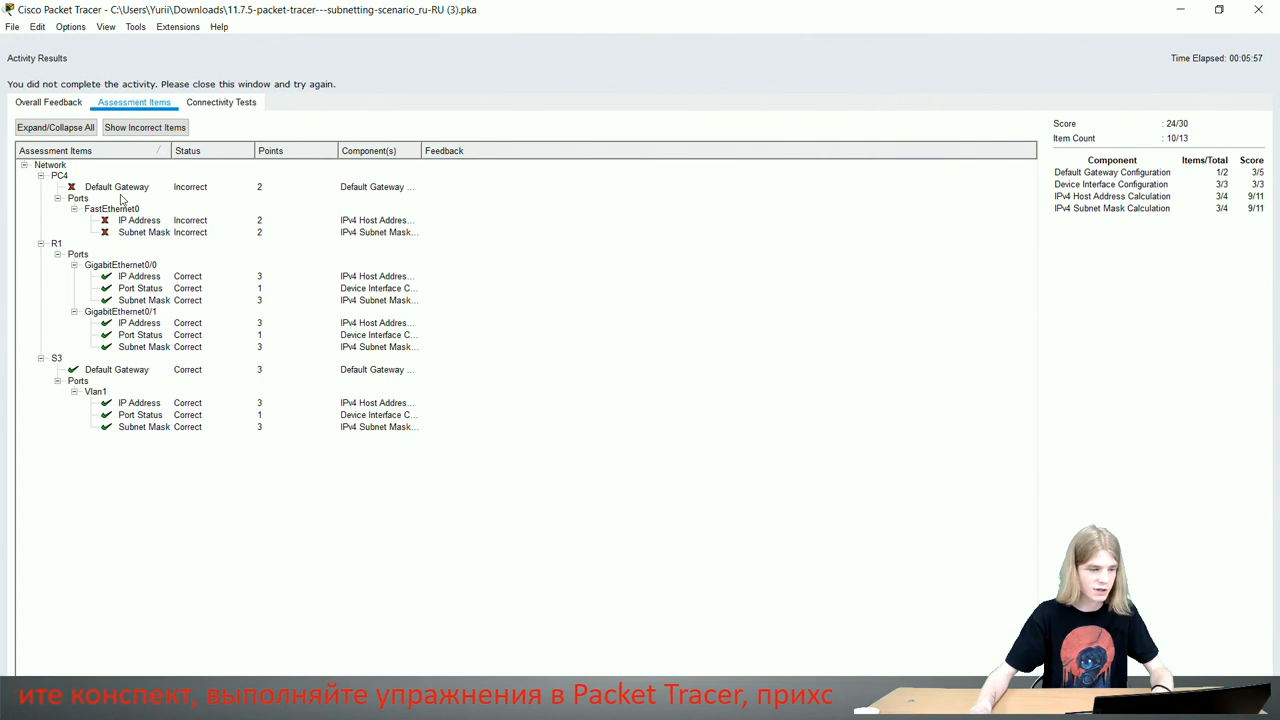 Cisco Packet Tracer - C:\Users\Yurii\Downloads\11.7.5-packet-tracer---subnetting-scenario_ru-RU (3).pka
File Edit Options View Tools Extensions Help
Activity Results
Time Elapsed: 00:05:57
You did not complete the activity. Please close this window and try again.
Overall Feedback Assessment Items Connectivity Tests
Expand/Collapse All Show Incorrect Items
Assessment Items Status Points Component(s) Feedback
Network
PC4
Default Gateway Incorrect 2 Default Gateway ...
Ports
FastEthernet0
IP Address Incorrect 2 IPv4 Host Addres...
Subnet Mask Incorrect 2 IPv4 Subnet Mask...
R1
Ports
GigabitEthernet0/0
IP Address Correct 3 IPv4 Host Addres...
Port Status Correct 1 Device Interface C...
Subnet Mask Correct 3 IPv4 Subnet Mask...
GigabitEthernet0/1
IP Address Correct 3 IPv4 Host Addres...
Port Status Correct 1 Device Interface C...
Subnet Mask Correct 3 IPv4 Subnet Mask...
S3
Default Gateway Correct 3 Default Gateway ...
Ports
Vlan1
IP Address Correct 3 IPv4 Host Addres...
Port Status Correct 1 Device Interface C...
Subnet Mask Correct 3 IPv4 Subnet Mask...
Score : 24/30
Item Count : 10/13
Component Items/Total Score
Default Gateway Configuration 1/2 3/5
Device Interface Configuration 3/3 3/3
IPv4 Host Address Calculation 3/4 9/11
IPv4 Subnet Mask Calculation 3/4 9/11
ите конспект, выполняйте упражнения в Packet Tracer, прихс